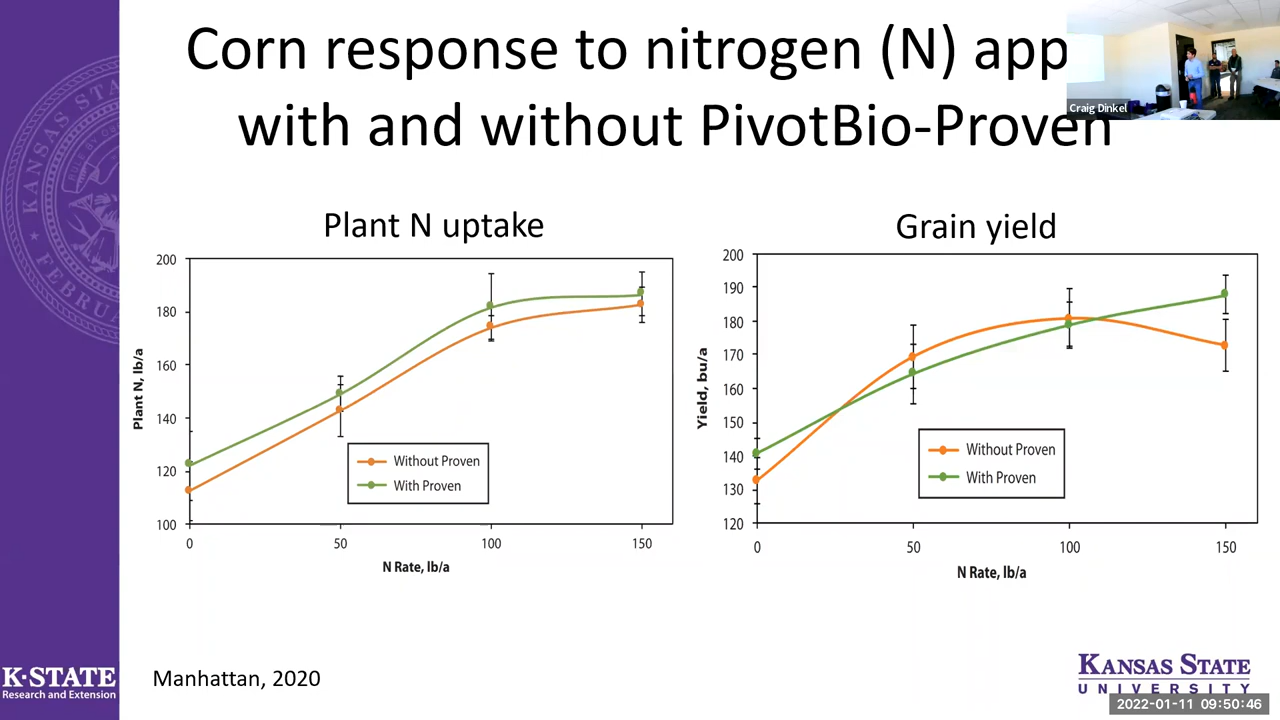 Corn response to nitrogen (N) app
with and without PivotBio-Proven
Craig Dinkel
KANSAS STA
FEBRUA
Plant N uptake
Plant N, lb/a
200
180
160
140
120
100
0 50 100 150
N Rate, lb/a
Without Proven
With Proven
Grain yield
Yield, bu/a
200
190
180
170
160
150
140
130
120
0 50 100 150
N Rate, lb/a
Without Proven
With Proven
Manhattan, 2020
K-STATE
Research and Extension
KANSAS STATE
UNIVERSITY
2022-01-11 09:50:46